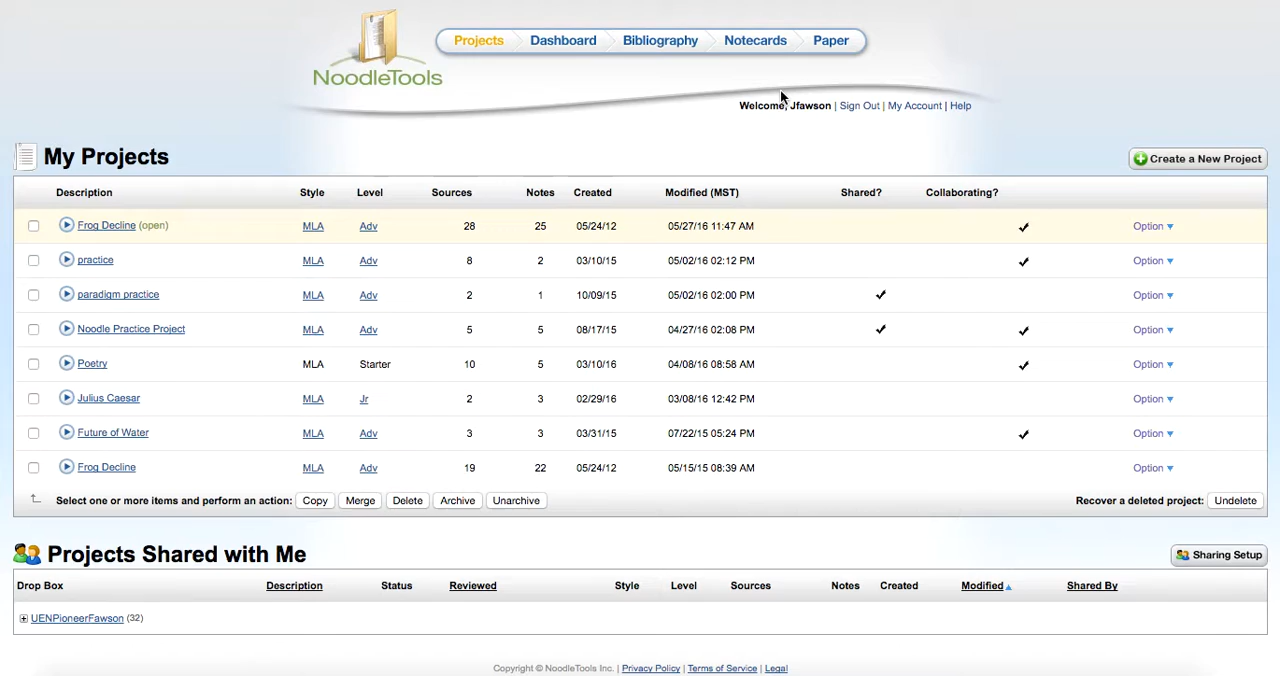 Projects Dashboard Bibliography Notecards Paper
NoodleTools
Welcome, Jfawson | Sign Out | My Account | Help
My Projects
Create a New Project
Description Style Level Sources Notes Created Modified (MST) Shared? Collaborating?
Frog Decline (open) MLA Adv 28 25 05/24/12 05/27/16 11:47 AM Option
practice MLA Adv 8 2 03/10/15 05/02/16 02:12 PM Option
paradigm practice MLA Adv 2 1 10/09/15 05/02/16 02:00 PM Option
Noodle Practice Project MLA Adv 5 5 08/17/15 04/27/16 02:08 PM Option
Poetry MLA Starter 10 5 03/10/16 04/08/16 08:58 AM Option
Julius Caesar MLA Jr 2 3 02/29/16 03/08/16 12:42 PM Option
Future of Water MLA Adv 3 3 03/31/15 07/22/15 05:24 PM Option
Frog Decline MLA Adv 19 22 05/24/12 05/15/15 08:39 AM Option
Select one or more items and perform an action: Copy Merge Delete Archive Unarchive Recover a deleted project: Undelete
Projects Shared with Me
Sharing Setup
Drop Box Description Status Reviewed Style Level Sources Notes Created Modified Shared By
UENPioneerFawson (32)
Copyright © NoodleTools Inc. | Privacy Policy | Terms of Service | Legal